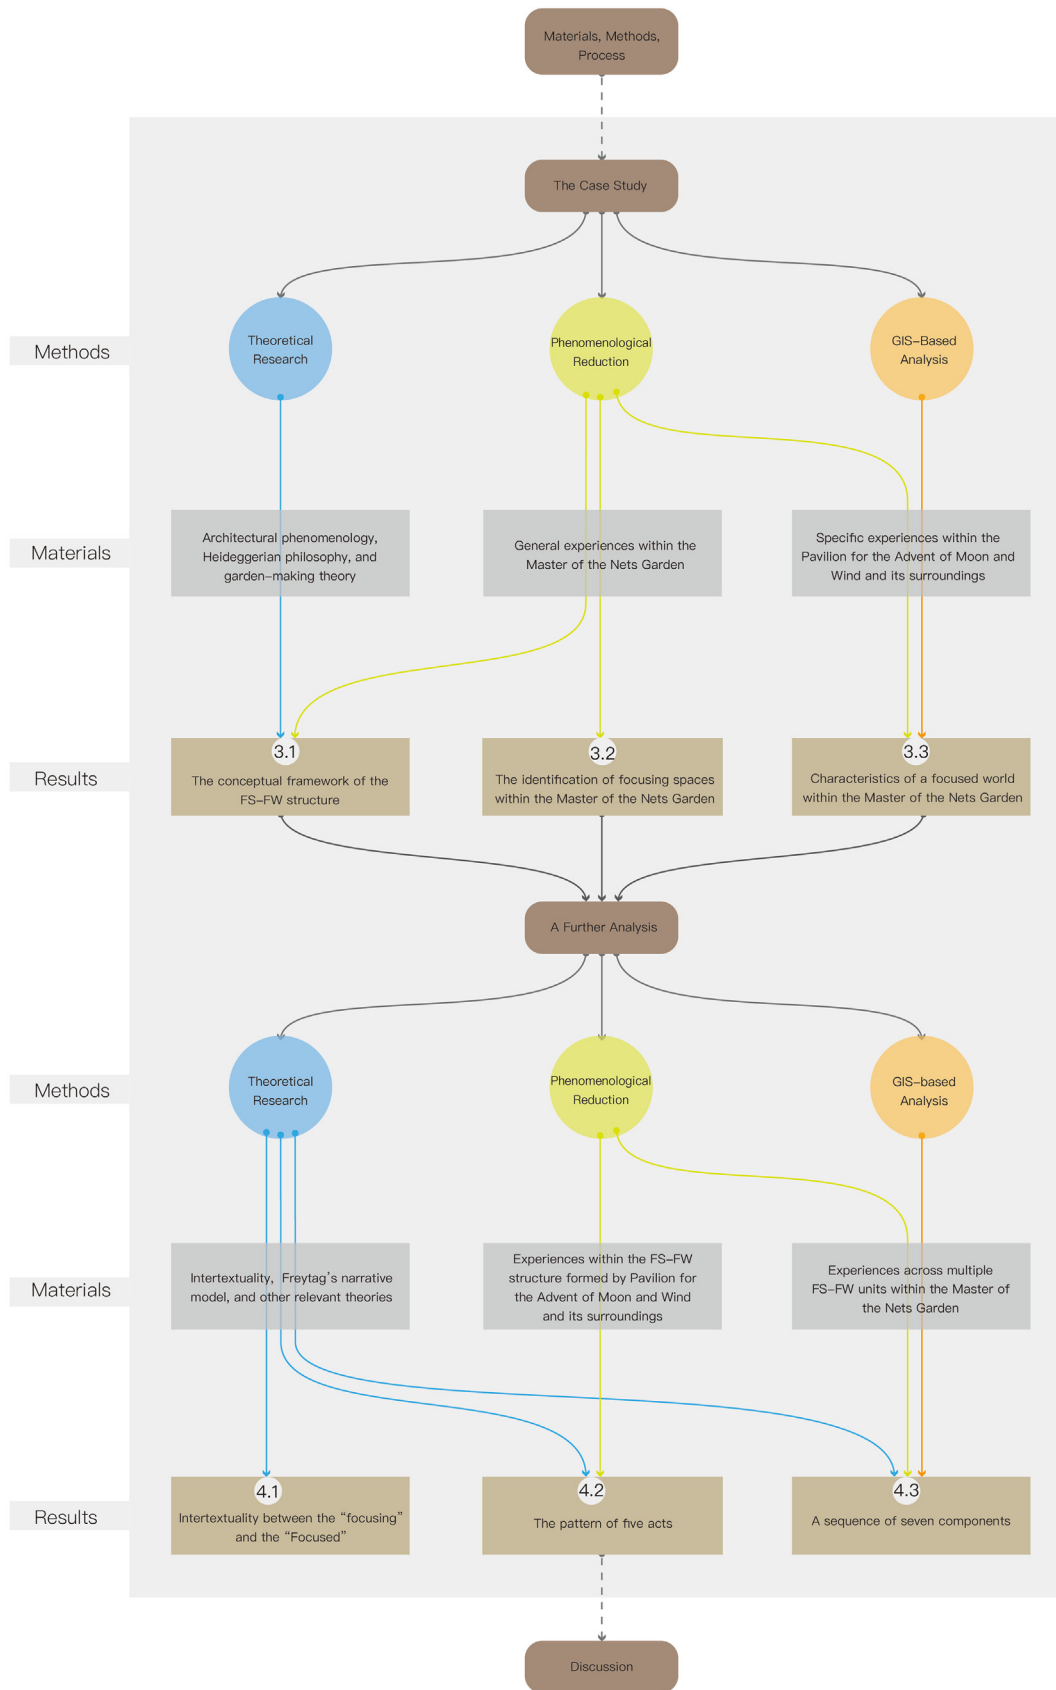 Materials, Methods,
Process
The Case Study
Methods
Theoretical
Research
Phenomenological
Reduction
GIS-Based
Analysis
Materials
Architectural phenomenology,
Heideggerian philosophy, and
garden-making theory
General experiences within the
Master of the Nets Garden
Specific experiences within the
Pavilion for the Advent of Moon and
Wind and its surroundings
Results
3.1
The conceptual framework of the
FS-FW structure
3.2
The identification of focusing spaces
within the Master of the Nets Garden
3.3
Characteristics of a focused world
within the Master of the Nets Garden
A Further Analysis
Methods
Theoretical
Research
Phenomenological
Reduction
GIS-based
Analysis
Materials
Intertextuality, Freytag's narrative
model, and other relevant theories
Experiences within the FS-FW
structure formed by Pavilion for
the Advent of Moon and Wind
and its surroundings
Experiences across multiple
FS-FW units within the Master of
the Nets Garden
Results
4.1
Intertextuality between the “focusing”
and the “Focused”
4.2
The pattern of five acts
4.3
A sequence of seven components
Discussion